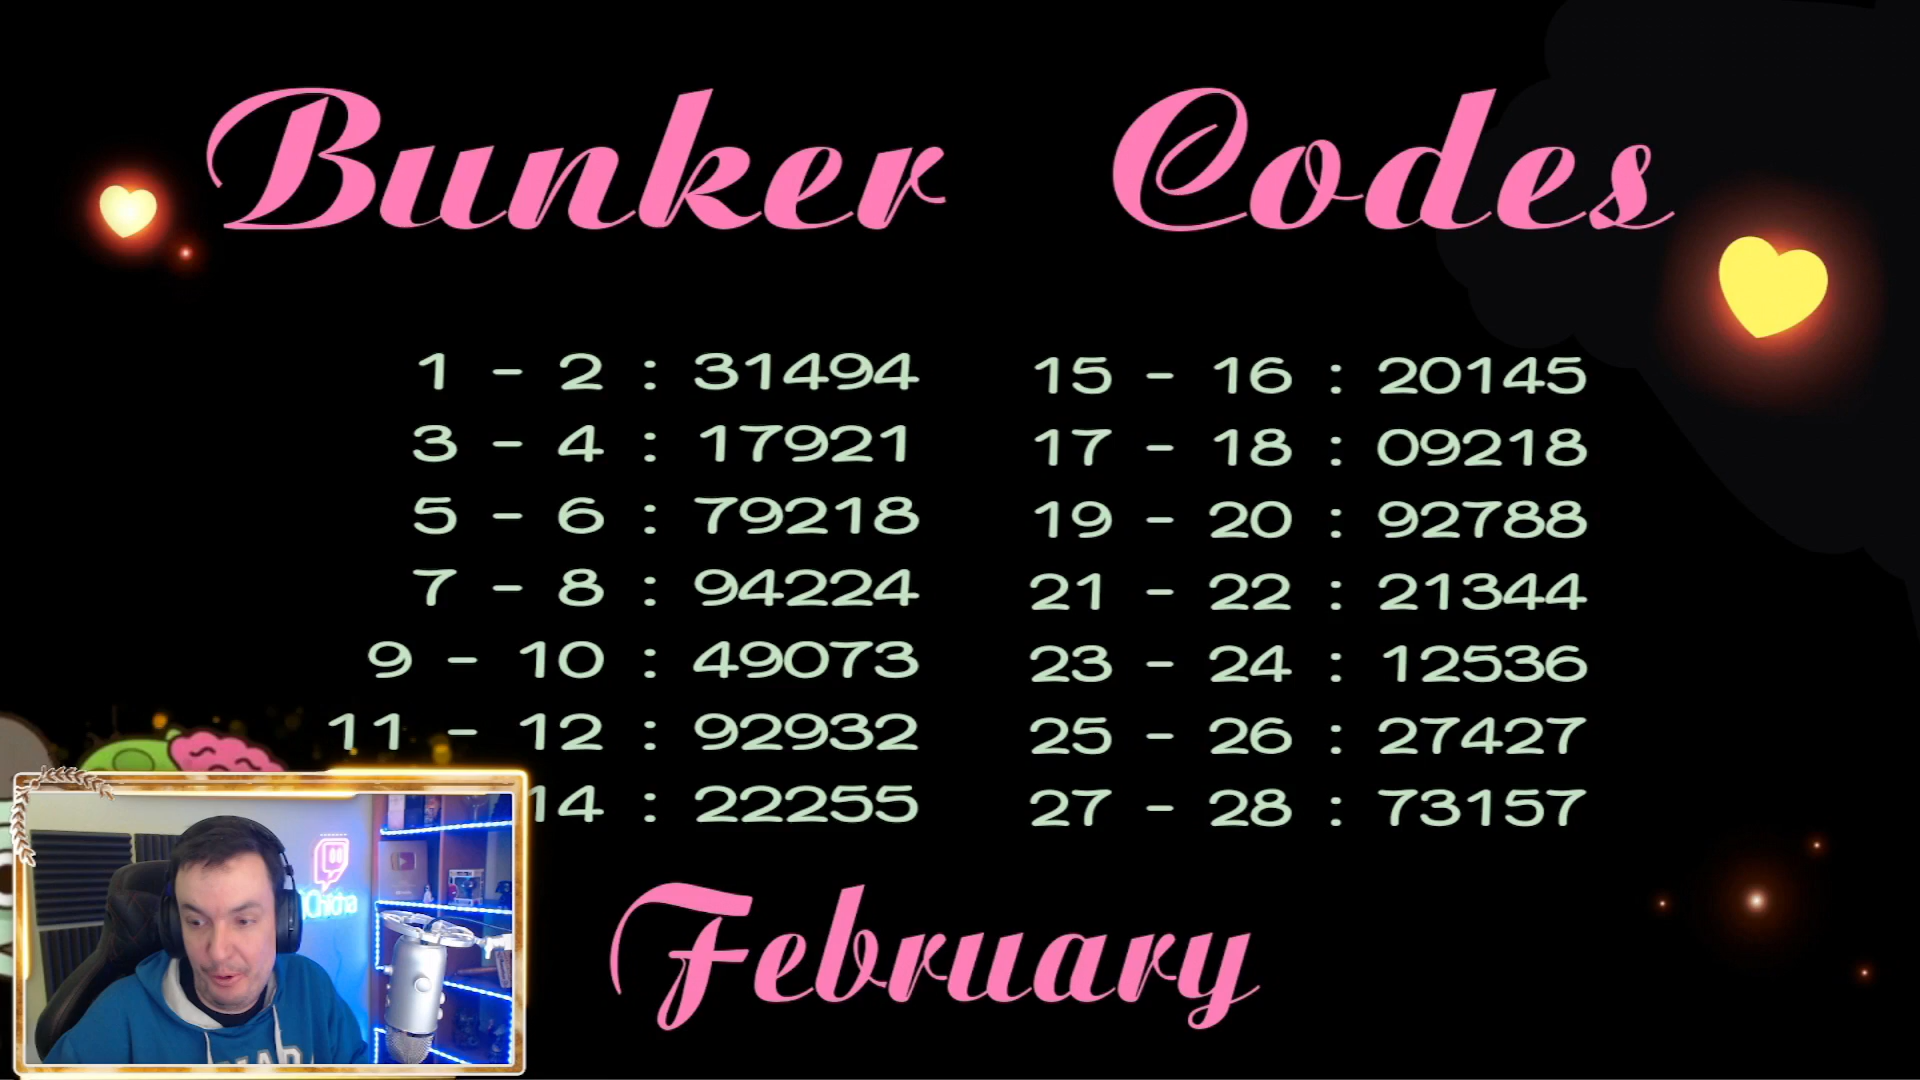 Bunker Codes
1 - 2 : 31494
3 - 4 : 17921
5 - 6 : 79218
7 - 8 : 94224
9 - 10 : 49073
11 - 12 : 92932
14 : 22255
15 - 16 : 20145
17 - 18 : 09218
19 - 20 : 92788
21 - 22 : 21344
23 - 24 : 12536
25 - 26 : 27427
27 - 28 : 73157
February